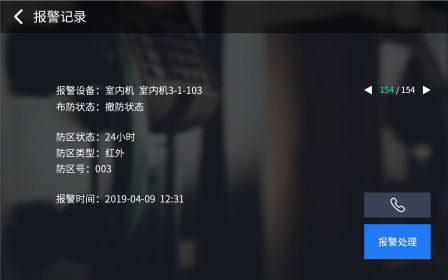 报警记录
报警设备：室内机 室内机3-1-103
154 / 154
布防状态：撤防状态
防区状态：24小时
防区类型：红外
防区号：003
报警时间：2019-04-09 12:31
报警处理